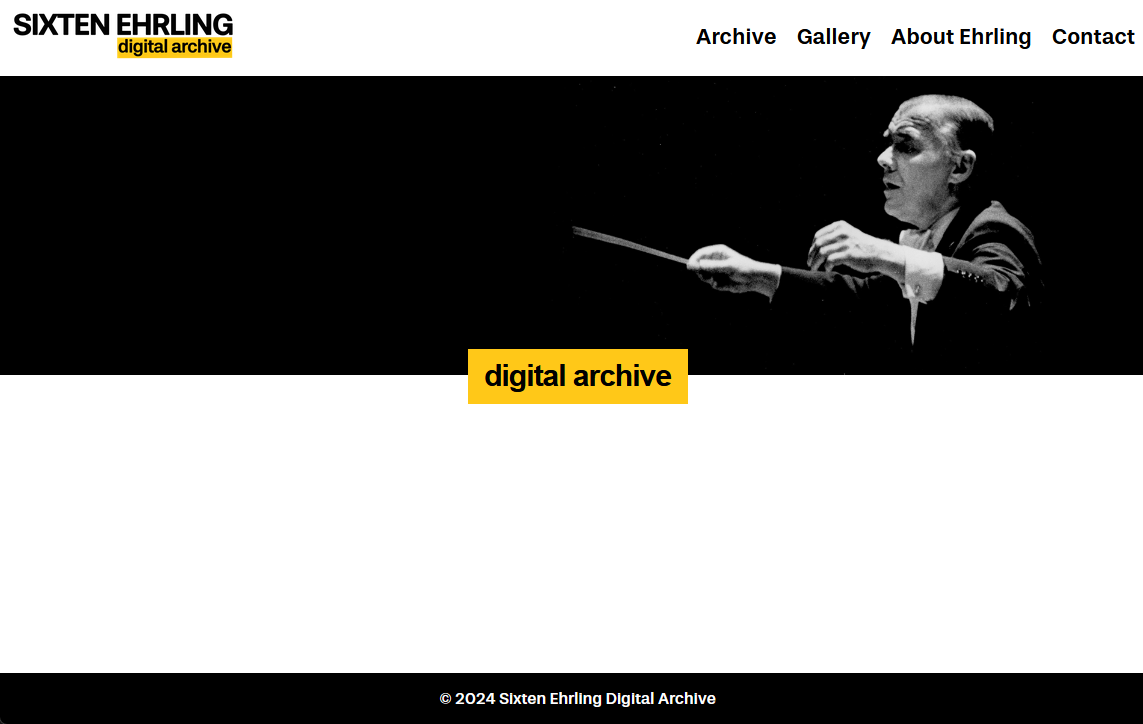 SIXTEN EHRLING
digital archive
Archive Gallery About Ehrling Contact
digital archive
© 2024 Sixten Ehrling Digital Archive